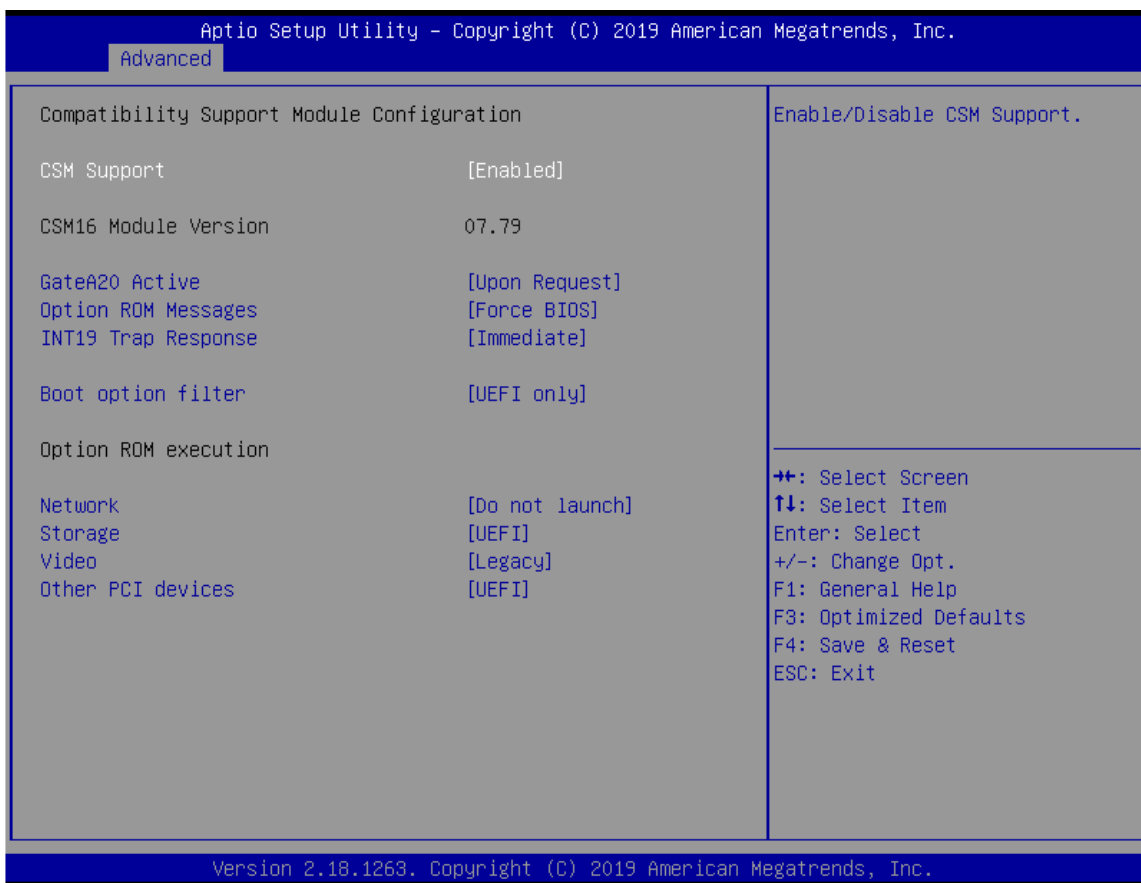 Aptio Setup Utility – Copyright (C) 2019 American Megatrends, Inc.
Advanced
Compatibility Support Module Configuration
CSM Support [Enabled]
CSM16 Module Version 07.79
GateA20 Active [Upon Request]
Option ROM Messages [Force BIOS]
INT19 Trap Response [Immediate]
Boot option filter [UEFI only]
Option ROM execution
Network [Do not launch]
Storage [UEFI]
Video [Legacy]
Other PCI devices [UEFI]
Enable/Disable CSM Support.
→←: Select Screen
↑↓: Select Item
Enter: Select
+/-: Change Opt.
F1: General Help
F3: Optimized Defaults
F4: Save & Reset
ESC: Exit
Version 2.18.1263. Copyright (C) 2019 American Megatrends, Inc.